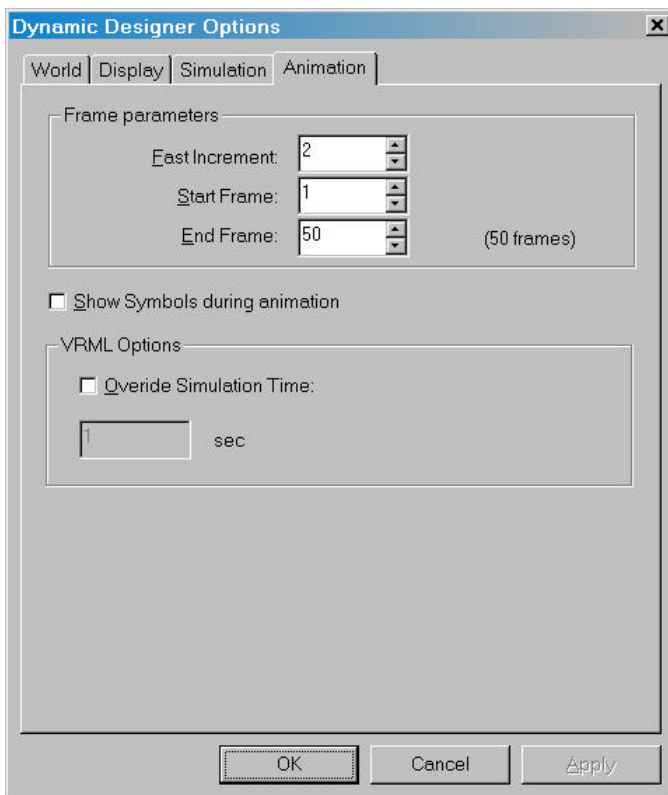 Dynamic Designer Options
World Display Simulation Animation
Frame parameters
Fast Increment: 2
Start Frame: 1
End Frame: 50 (50 frames)
Show Symbols during animation
VRML Options
Overide Simulation Time:
1 sec
OK Cancel Apply